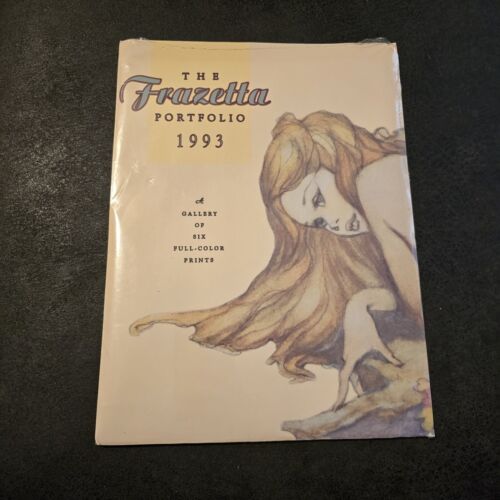 THE
Frazetta
PORTFOLIO
1993
A
GALLERY
OF
SIX
FULL-COLOR
PRINTS